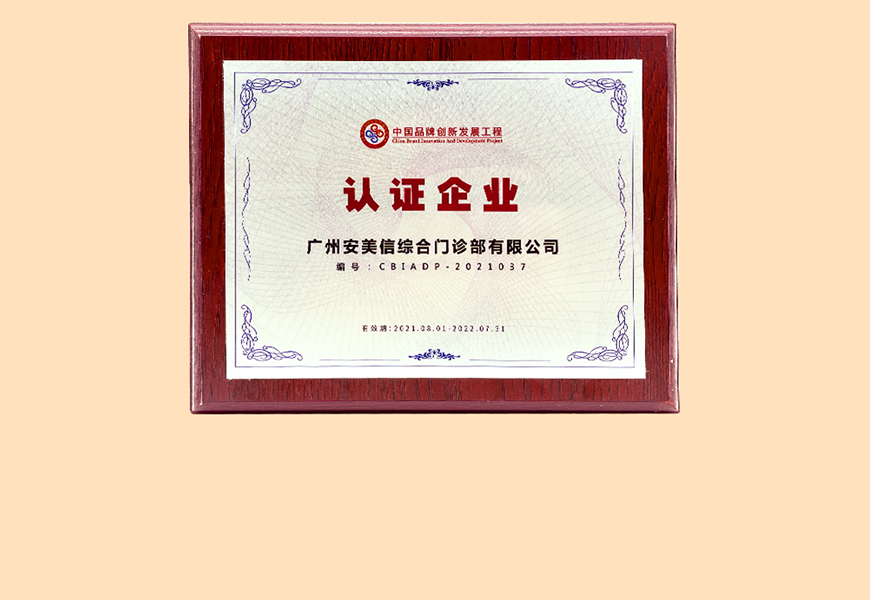 中国品牌创新发展工程
China Brand Innovation And Development Project
认证企业
广州安美信综合门诊部有限公司
编号：CBIADP-2021037
有效期:2021.08.01-2022.07.31